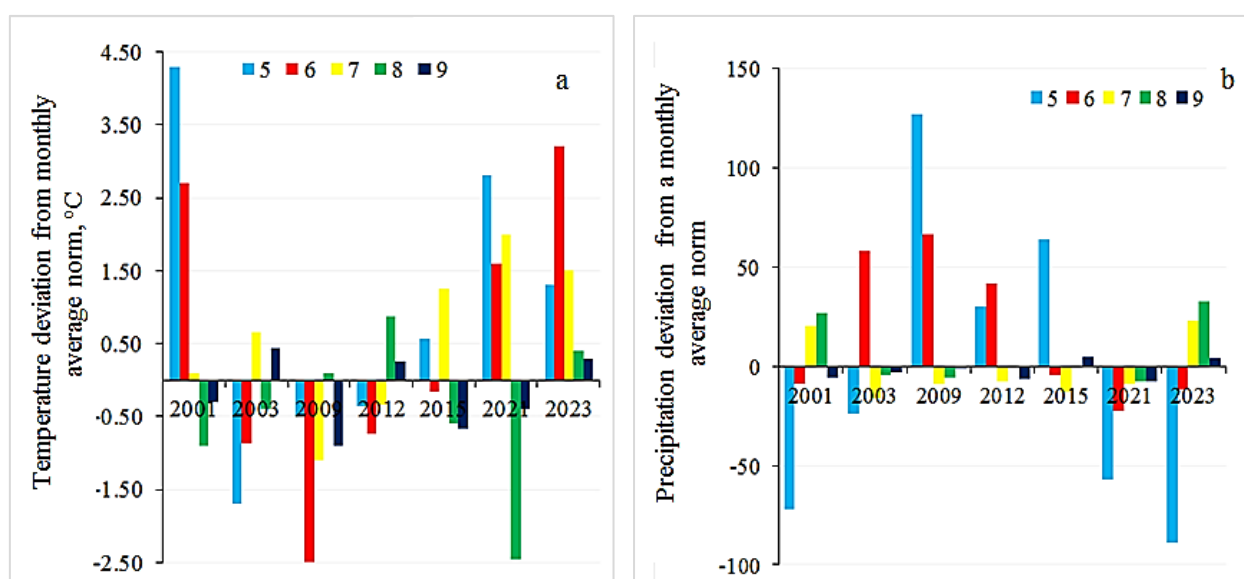 Temperature deviation from monthly
average norm, °C
4.50
3.50
2.50
1.50
0.50
-0.50
-1.50
-2.50
5 6 7 8 9
a
2001 2003 2009 2012 2015 2021 2023
Precipitation deviation from a monthly
average norm
150
100
50
0
-50
-100
b
5 6 7 8 9
2001 2003 2009 2012 2015 2021 2023